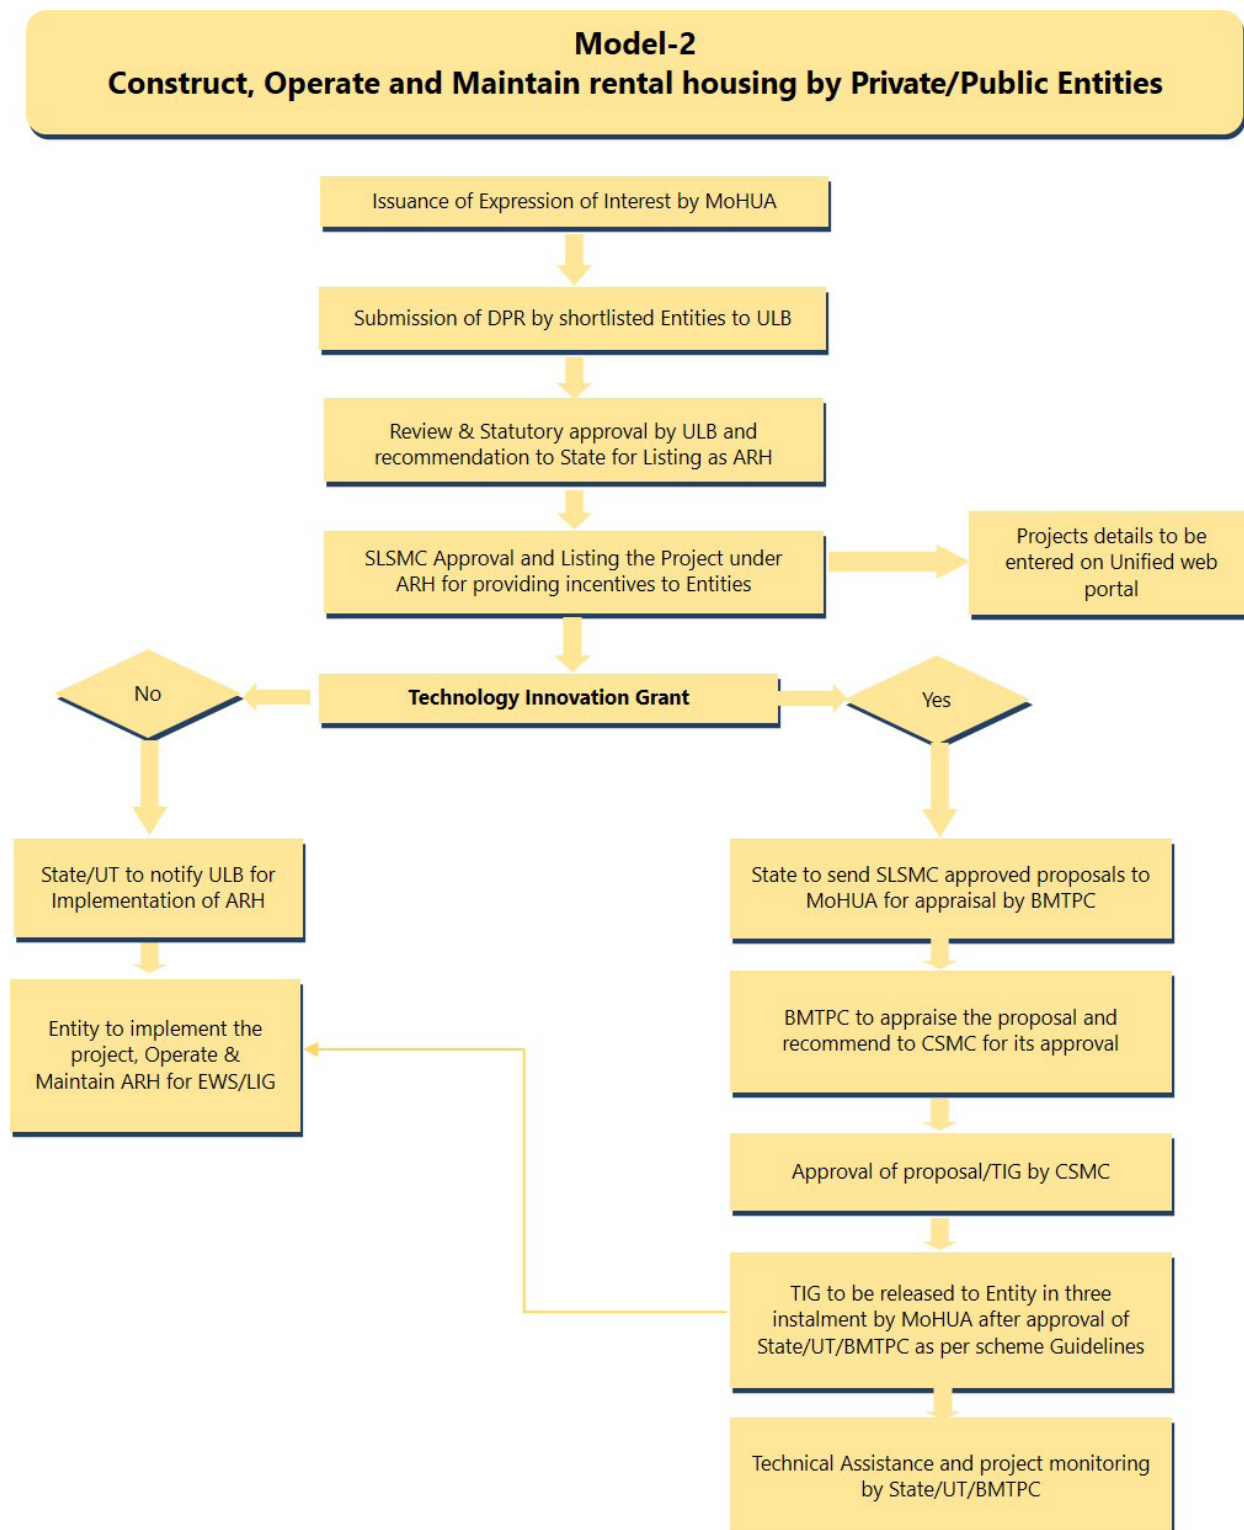 Model-2
Construct, Operate and Maintain rental housing by Private/Public Entities
Issuance of Expression of Interest by MoHUA
Submission of DPR by shortlisted Entities to ULB
Review & Statutory approval by ULB and
recommendation to State for Listing as ARH
SLSMC Approval and Listing the Project under
ARH for providing incentives to Entities
Projects details to be
entered on Unified web
portal
No
Technology Innovation Grant
Yes
State/UT to notify ULB for
Implementation of ARH
Entity to implement the
project, Operate &
Maintain ARH for EWS/LIG
State to send SLSMC approved proposals to
MoHUA for appraisal by BMTPC
BMTPC to appraise the proposal and
recommend to CSMC for its approval
Approval of proposal/TIG by CSMC
TIG to be released to Entity in three
instalment by MoHUA after approval of
State/UT/BMTPC as per scheme Guidelines
Technical Assistance and project monitoring
by State/UT/BMTPC